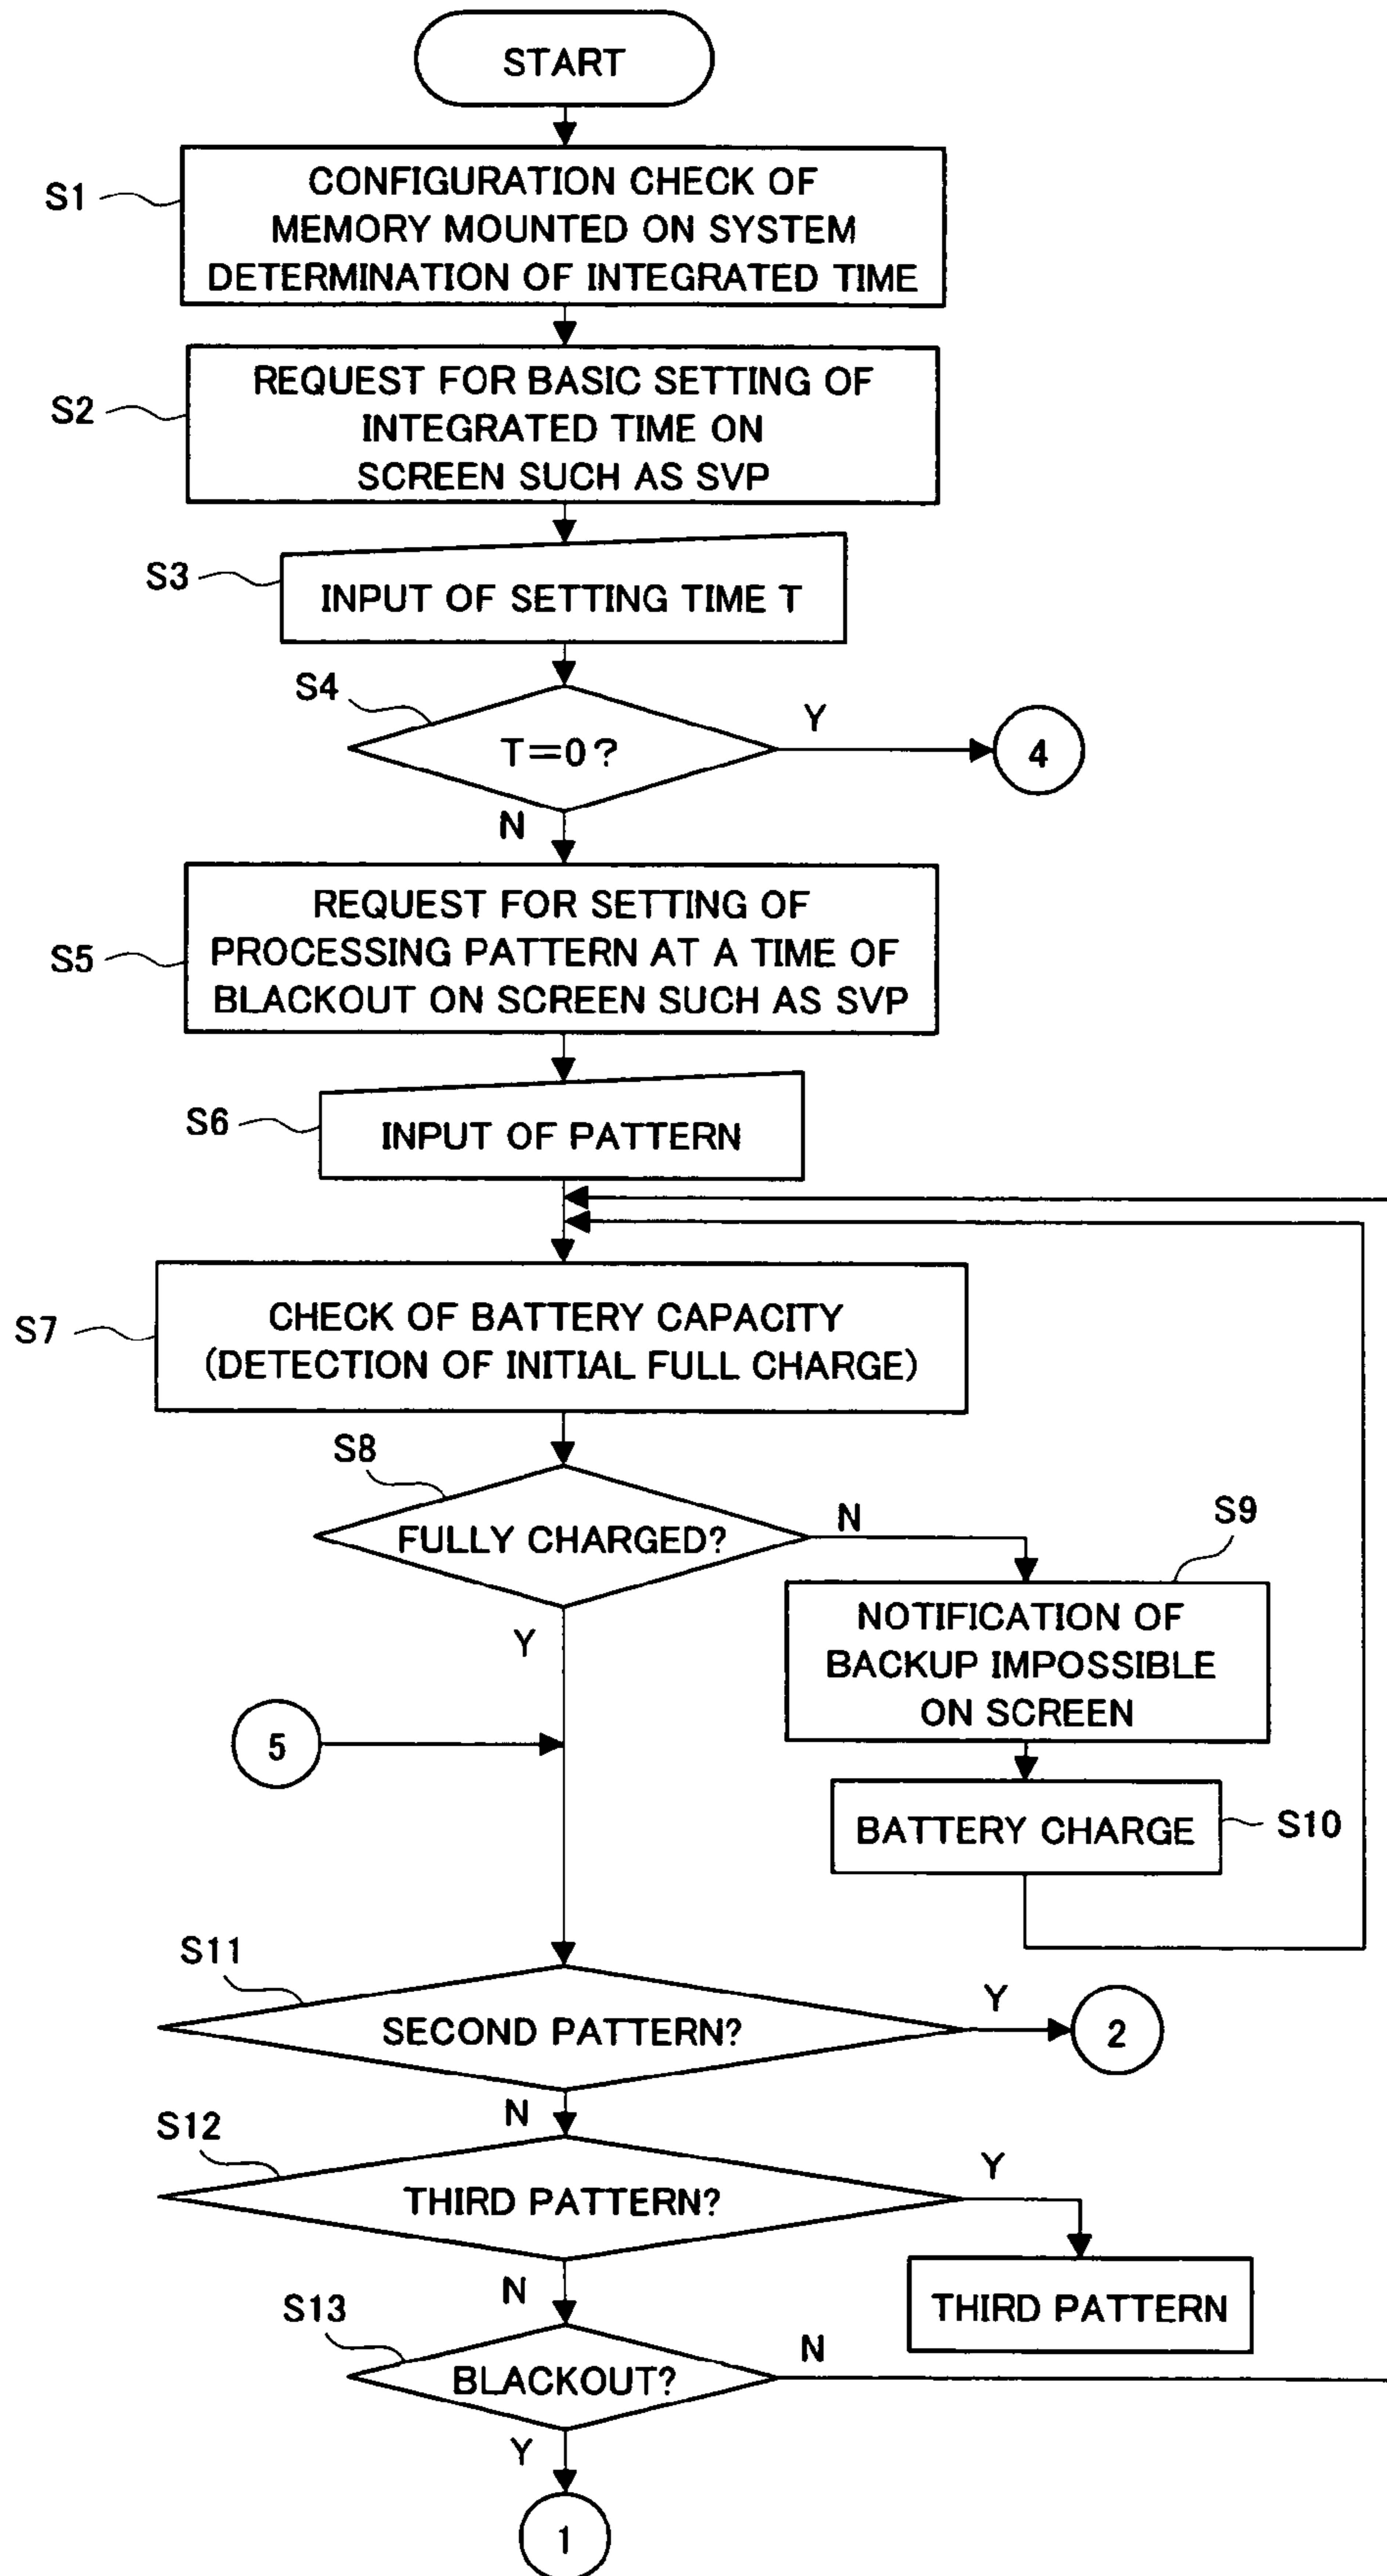 START
S1
CONFIGURATION CHECK OF
MEMORY MOUNTED ON SYSTEM
DETERMINATION OF INTEGRATED TIME
S2
REQUEST FOR BASIC SETTING OF
INTEGRATED TIME ON
SCREEN SUCH AS SVP
S3
INPUT OF SETTING TIME T
S4
T=0?
Y
4
N
S5
REQUEST FOR SETTING OF
PROCESSING PATTERN AT A TIME OF
BLACKOUT ON SCREEN SUCH AS SVP
S6
INPUT OF PATTERN
S7
CHECK OF BATTERY CAPACITY
(DETECTION OF INITIAL FULL CHARGE)
S8
FULLY CHARGED?
N
S9
NOTIFICATION OF
BACKUP IMPOSSIBLE
ON SCREEN
Y
5
BATTERY CHARGE
S10
S11
SECOND PATTERN?
Y
2
N
S12
THIRD PATTERN?
Y
THIRD PATTERN
N
S13
BLACKOUT?
N
Y
1